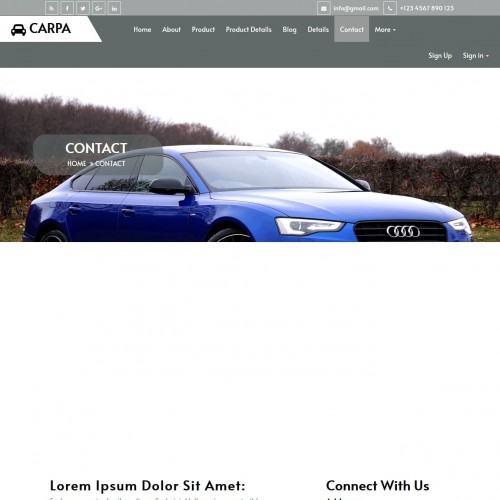 info@gmail.com +123 4567 890 123
CARPA
Home About Product Product Details Blog Details Contact More
Sign Up Sign in
CONTACT
HOME » CONTACT
Lorem Ipsum Dolor Sit Amet:
Connect With Us